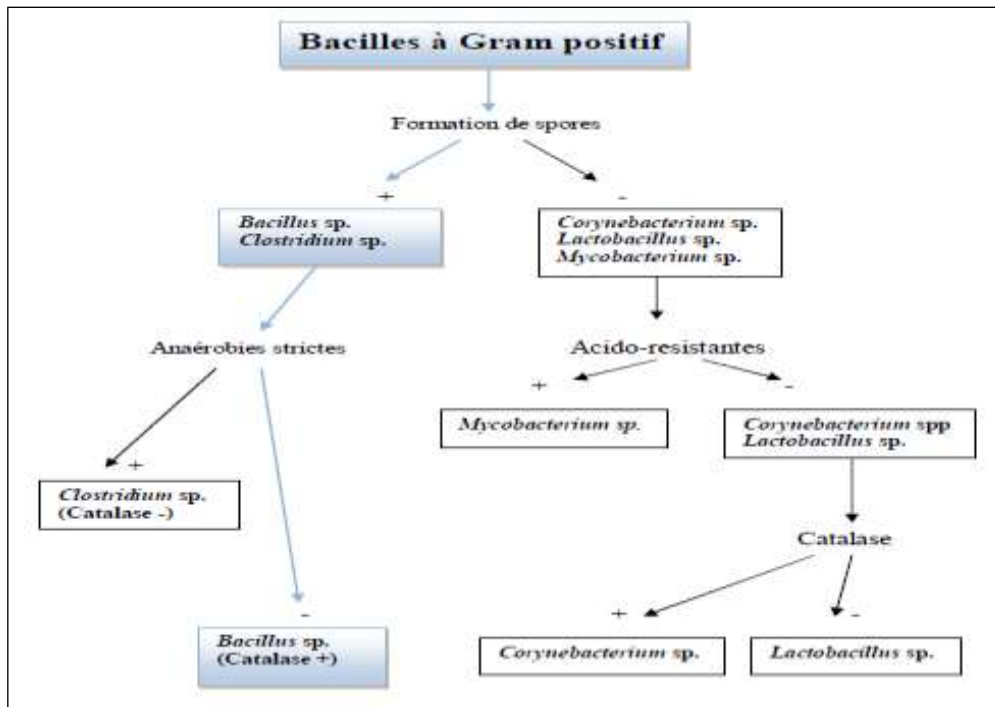 Bacilles à Gram positif
Formation de spores
+
-
Bacillus sp.
Clostridium sp.
Corynebacterium sp.
Lactobacillus sp.
Mycobacterium sp.
Anaérobies strictes
Acido-resistantes
+
-
Mycobacterium sp.
Corynebacterium spp
Lactobacillus sp.
+
Clostridium sp.
(Catalase -)
Catalase
-
Bacillus sp.
(Catalase +)
+
-
Corynebacterium sp.
Lactobacillus sp.